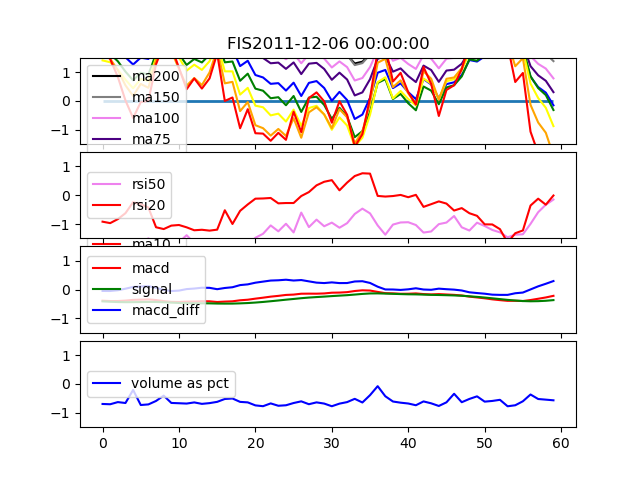 FIS2011-12-06 00:00:00
1
0
−1
ma200
ma150
ma100
ma75
1
0
−1
rsi50
rsi20
ma10
1
0
−1
macd
signal
macd_diff
1
0
−1
volume as pct
0 10 20 30 40 50 60